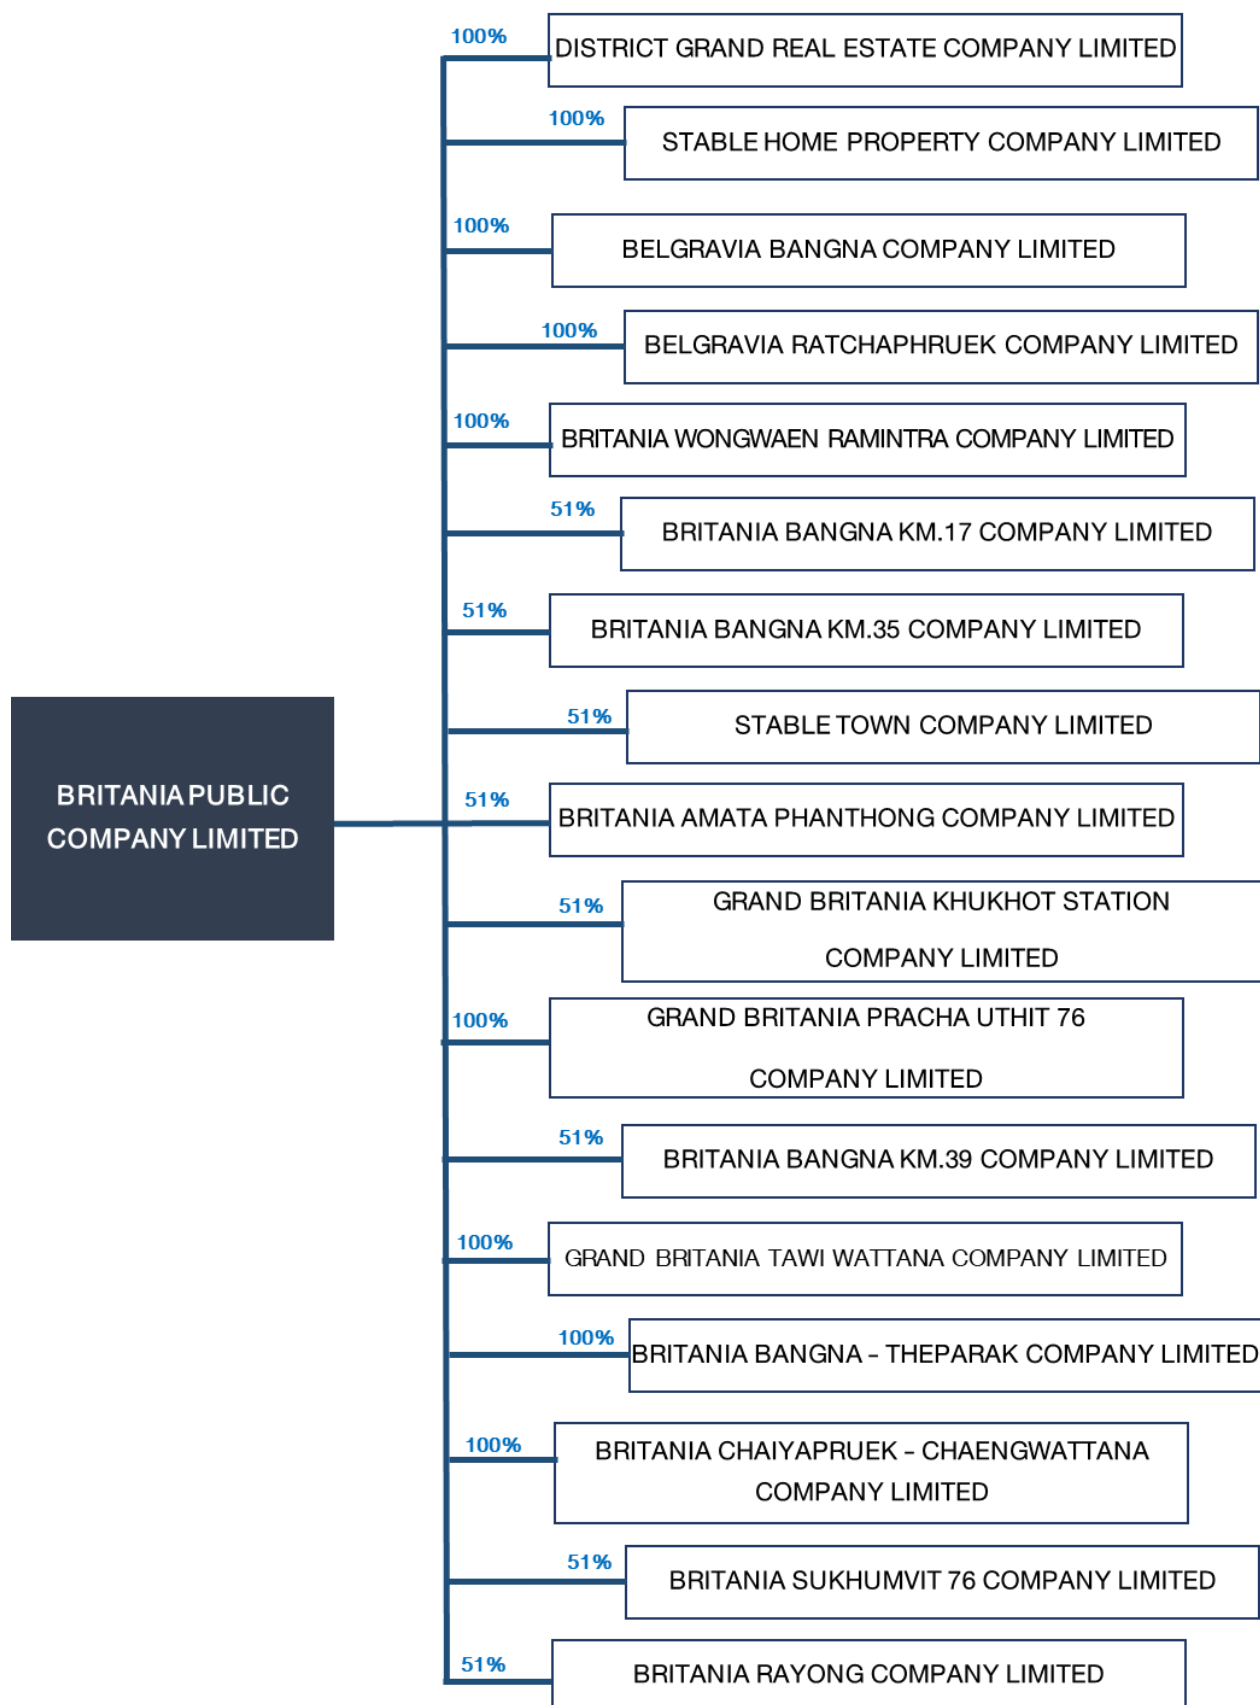 100%
DISTRICT GRAND REAL ESTATE COMPANY LIMITED
100%
STABLE HOME PROPERTY COMPANY LIMITED
100%
BELGRAVIA BANGNA COMPANY LIMITED
100%
BELGRAVIA RATCHAPHRUEK COMPANY LIMITED
100%
BRITANIA WONGWAEN RAMINTRA COMPANY LIMITED
51%
BRITANIA BANGNA KM.17 COMPANY LIMITED
51%
BRITANIA BANGNA KM.35 COMPANY LIMITED
51%
STABLE TOWN COMPANY LIMITED
BRITANIA PUBLIC
COMPANY LIMITED
51%
BRITANIA AMATA PHANTHONG COMPANY LIMITED
51%
GRAND BRITANIA KHUKHOT STATION
COMPANY LIMITED
100%
GRAND BRITANIA PRACHA UTHIT 76
COMPANY LIMITED
51%
BRITANIA BANGNA KM.39 COMPANY LIMITED
100%
GRAND BRITANIA TAWI WATTANA COMPANY LIMITED
100%
BRITANIA BANGNA – THEPARAK COMPANY LIMITED
100%
BRITANIA CHAIYAPRUEK – CHAENGWATTANA
COMPANY LIMITED
51%
BRITANIA SUKHUMVIT 76 COMPANY LIMITED
51%
BRITANIA RAYONG COMPANY LIMITED